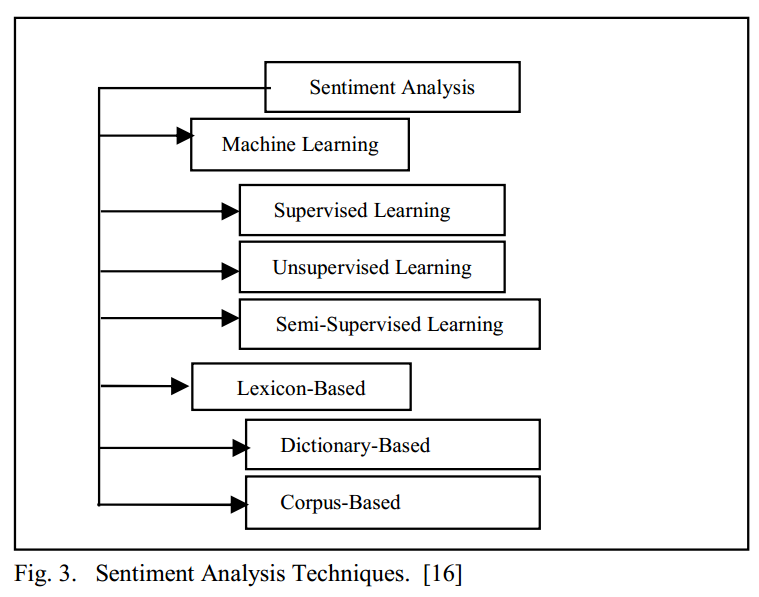 Sentiment Analysis
Machine Learning
Supervised Learning
Unsupervised Learning
Semi-Supervised Learning
Lexicon-Based
Dictionary-Based
Corpus-Based
Fig. 3. Sentiment Analysis Techniques. [16]